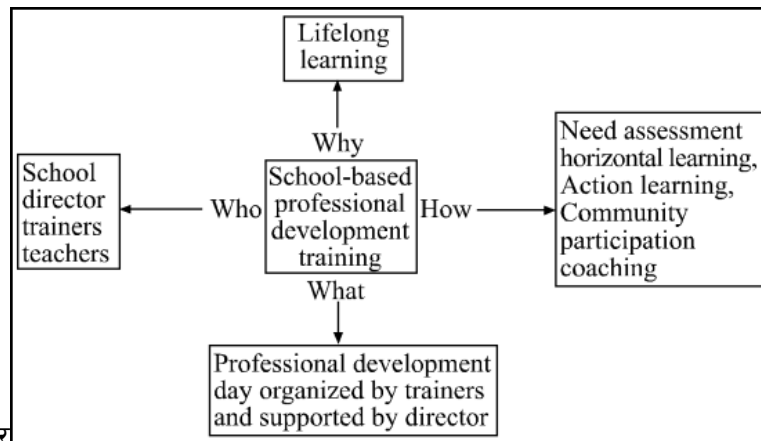 Lifelong
learning
Why
School
director
trainers
teachers
Who
School-based
professional
development
training
How
Need assessment
horizontal learning,
Action learning,
Community
participation
coaching
What
Professional development
day organized by trainers
and supported by director